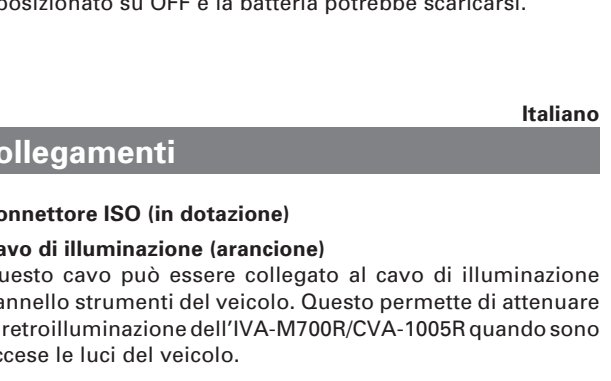 posizionato su OFF e la batteria potrebbe scaricarsi.
Italiano
ollegamenti
onnettore ISO (in dotazione)
avo di illuminazione (arancione)
uesto cavo può essere collegato al cavo di illuminazione
annello strumenti del veicolo. Questo permette di attenuare
retroilluminazione dell'IVA-M700R/CVA-1005R quando sono
ccese le luci del veicolo.